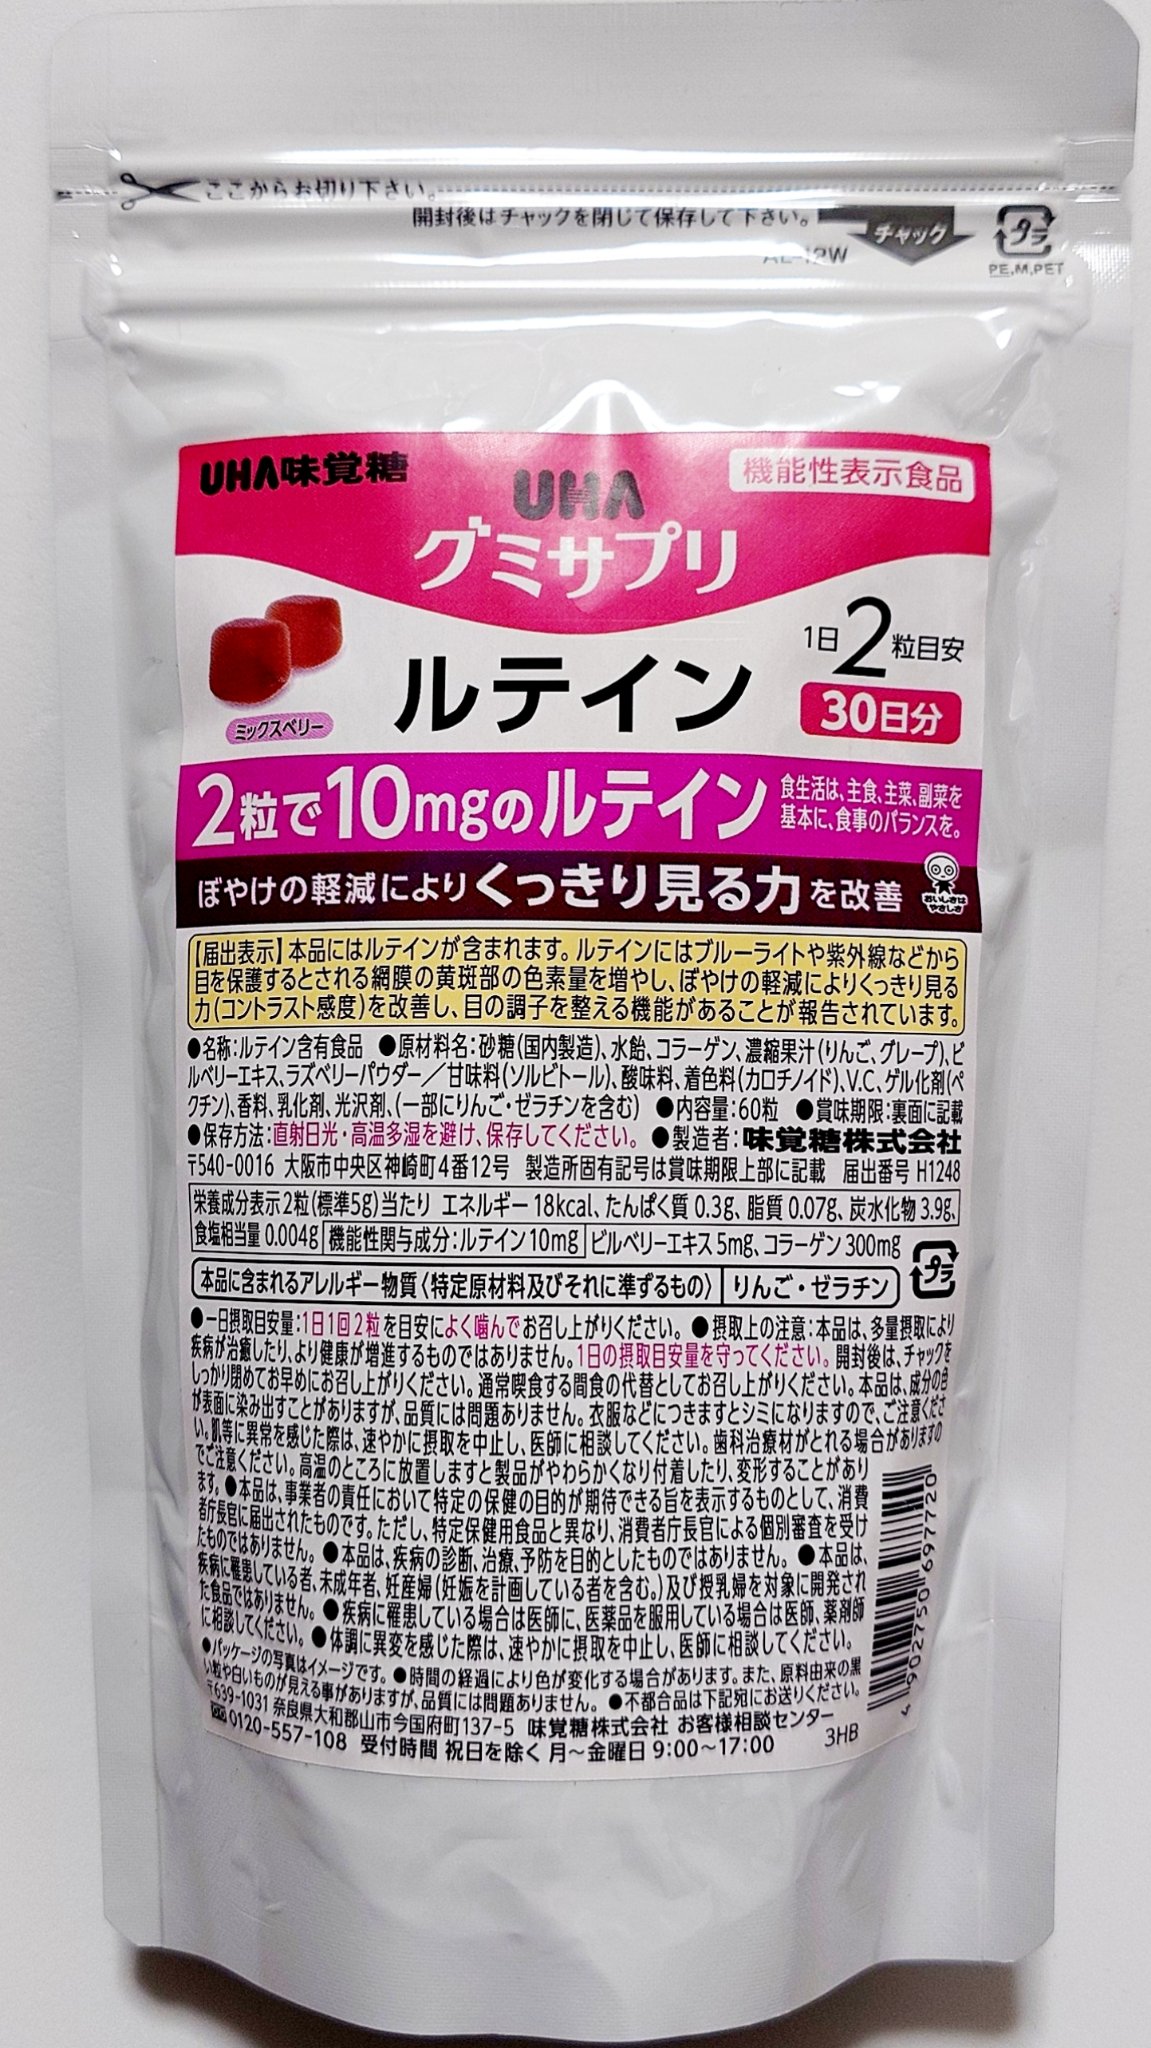 ここからお切り下さい。
開封後はチャックを閉じて保存して下さい。
チャック
プラ
PE,M,PET
AL-12W
UHA味覚糖
機能性表示食品
UHA
グミサプリ
ミックスベリー
ルテイン
1日2粒目安
30日分
2粒で10mgのルテイン
食生活は、主食、主菜、副菜を
基本に、食事のバランスを。
ぼやけの軽減によりくっきり見る力を改善
おいしさは
やさしさ
【届出表示】本品にはルテインが含まれます。ルテインにはブルーライトや紫外線などから
目を保護するとされる網膜の黄斑部の色素量を増やし、ぼやけの軽減によりくっきり見る
力(コントラスト感度)を改善し、目の調子を整える機能があることが報告されています。
●名称:ルテイン含有食品 ●原材料名:砂糖(国内製造)、水飴、コラーゲン、濃縮果汁(りんご、グレープ)、ビ
ルベリーエキス、ラズベリーパウダー／甘味料(ソルビトール)、酸味料、着色料(カロチノイド)、V.C、ゲル化剤(ペ
クチン)、香料、乳化剤、光沢剤、(一部にりんご・ゼラチンを含む) ●内容量:60粒 ●賞味期限:裏面に記載
●保存方法:直射日光・高温多湿を避け、保存してください。 ●製造者:味覚糖株式会社
〒540-0016 大阪市中央区神崎町4番12号 製造所固有記号は賞味期限上部に記載 届出番号 H1248
栄養成分表示2粒(標準5g)当たり エネルギー 18kcal、たんぱく質 0.3g、脂質 0.07g、炭水化物 3.9g、
食塩相当量 0.004g 機能性関与成分:ルテイン10mg ビルベリーエキス 5mg、コラーゲン 300mg
プラ
本品に含まれるアレルギー物質〈特定原材料及びそれに準ずるもの〉 りんご・ゼラチン
●一日摂取目安量:1日1回2粒を目安によく噛んでお召し上がりください。 ●摂取上の注意:本品は、多量摂取により
疾病が治癒したり、より健康が増進するものではありません。1日の摂取目安量を守ってください。開封後は、チャックを
しっかり閉めてお早めにお召し上がりください。通常喫食する間食の代替としてお召し上がりください。本品は、成分の色
が表面に染み出すことがありますが、品質には問題ありません。衣服などにつきますとシミになりますので、ご注意くださ
い。肌等に異常を感じた際は、速やかに摂取を中止し、医師に相談してください。歯科治療材がとれる場合がありますの
でご注意ください。高温のところに放置しますと製品がやわらかくなり付着したり、変形することがあり
ます。●本品は、事業者の責任において特定の保健の目的が期待できる旨を表示するものとして、消費
者庁長官に届出されたものです。ただし、特定保健用食品と異なり、消費者庁長官による個別審査を受け
たものではありません。●本品は、疾病の診断、治療、予防を目的としたものではありません。●本品は、
疾病に罹患している者、未成年者、妊産婦(妊娠を計画している者を含む。)及び授乳婦を対象に開発され
た食品ではありません。●疾病に罹患している場合は医師に、医薬品を服用している場合は医師、薬剤師
に相談してください。●体調に異変を感じた際は、速やかに摂取を中止し、医師に相談してください。
●パッケージの写真はイメージです。●時間の経過により色が変化する場合があります。また、原料由来の黒
い粒や白いものが見える事がありますが、品質には問題ありません。●不都合品は下記宛にお送りください。
〒639-1031 奈良県大和郡山市今国府町137-5 味覚糖株式会社 お客様相談センター
0120-557-108 受付時間 祝日を除く 月～金曜日 9:00～17:00
3HB
4902750697720